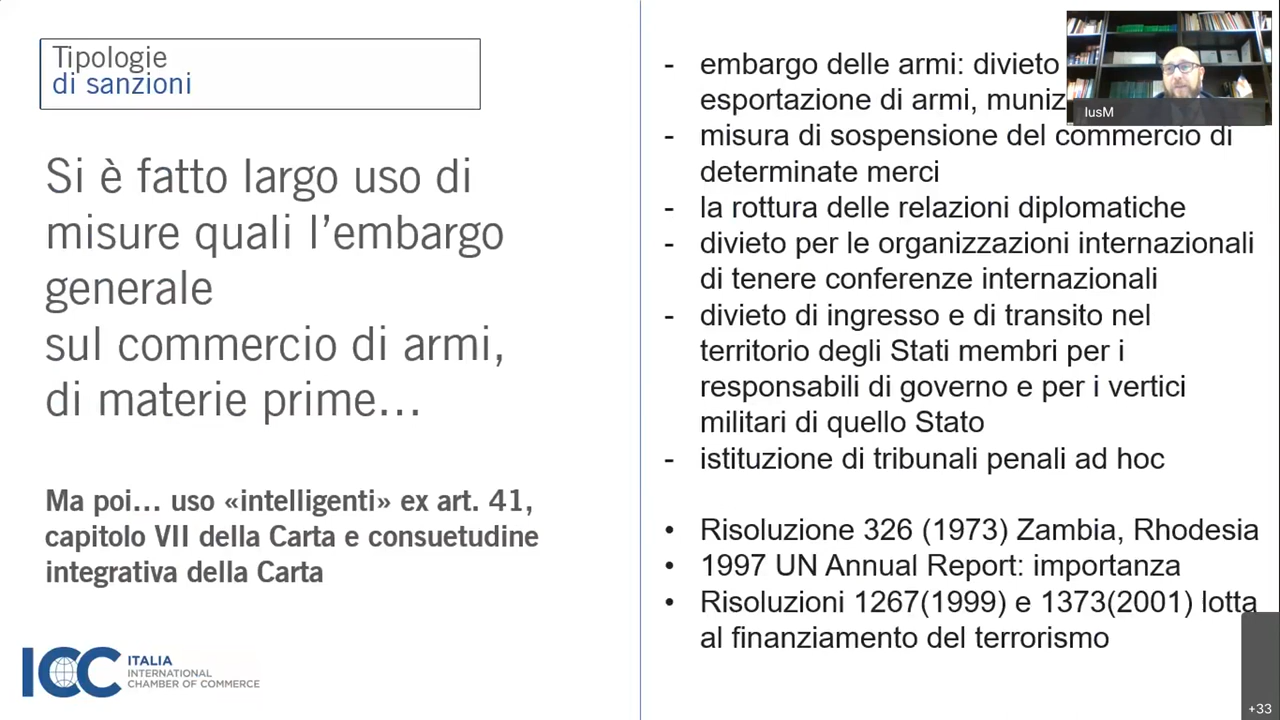 Tipologie
di sanzioni
Si è fatto largo uso di
misure quali l’embargo
generale
sul commercio di armi,
di materie prime…
Ma poi… uso «intelligenti» ex art. 41,
capitolo VII della Carta e consuetudine
integrativa della Carta
ICC ITALIA
INTERNATIONAL
CHAMBER OF COMMERCE
- embargo delle armi: divieto
esportazione di armi, muniz
- misura di sospensione del commercio di
determinate merci
- la rottura delle relazioni diplomatiche
- divieto per le organizzazioni internazionali
di tenere conferenze internazionali
- divieto di ingresso e di transito nel
territorio degli Stati membri per i
responsabili di governo e per i vertici
militari di quello Stato
- istituzione di tribunali penali ad hoc
• Risoluzione 326 (1973) Zambia, Rhodesia
• 1997 UN Annual Report: importanza
• Risoluzioni 1267(1999) e 1373(2001) lotta
al finanziamento del terrorismo
IusM
+33